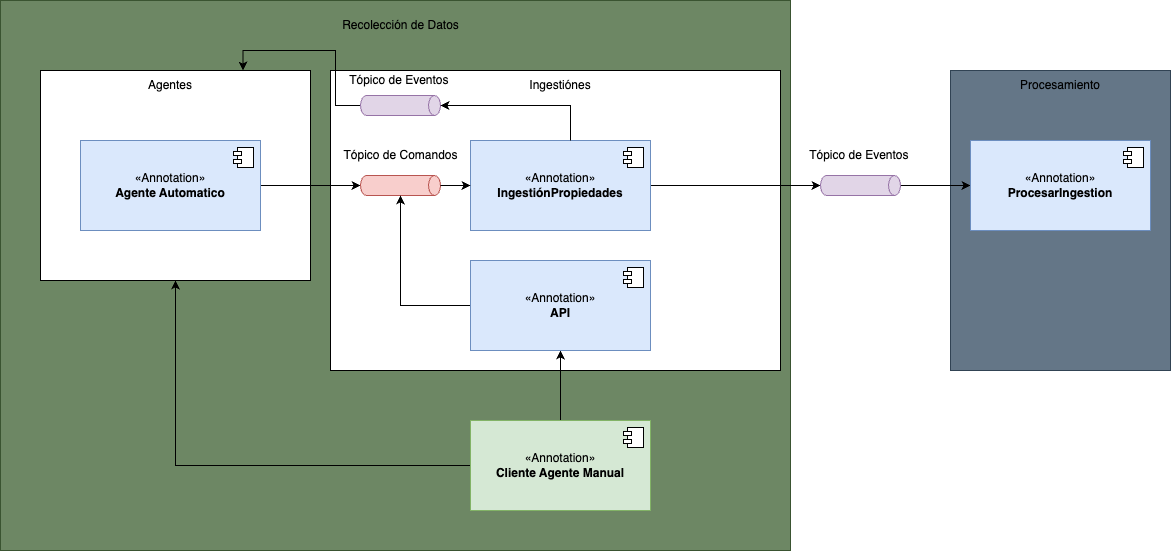 Recolección de Datos
Agentes
«Annotation»
Agente Automatico
Tópico de Eventos
Ingestiónes
Tópico de Comandos
«Annotation»
IngestiónPropiedades
«Annotation»
API
«Annotation»
Cliente Agente Manual
Tópico de Eventos
Procesamiento
«Annotation»
ProcesarIngestion